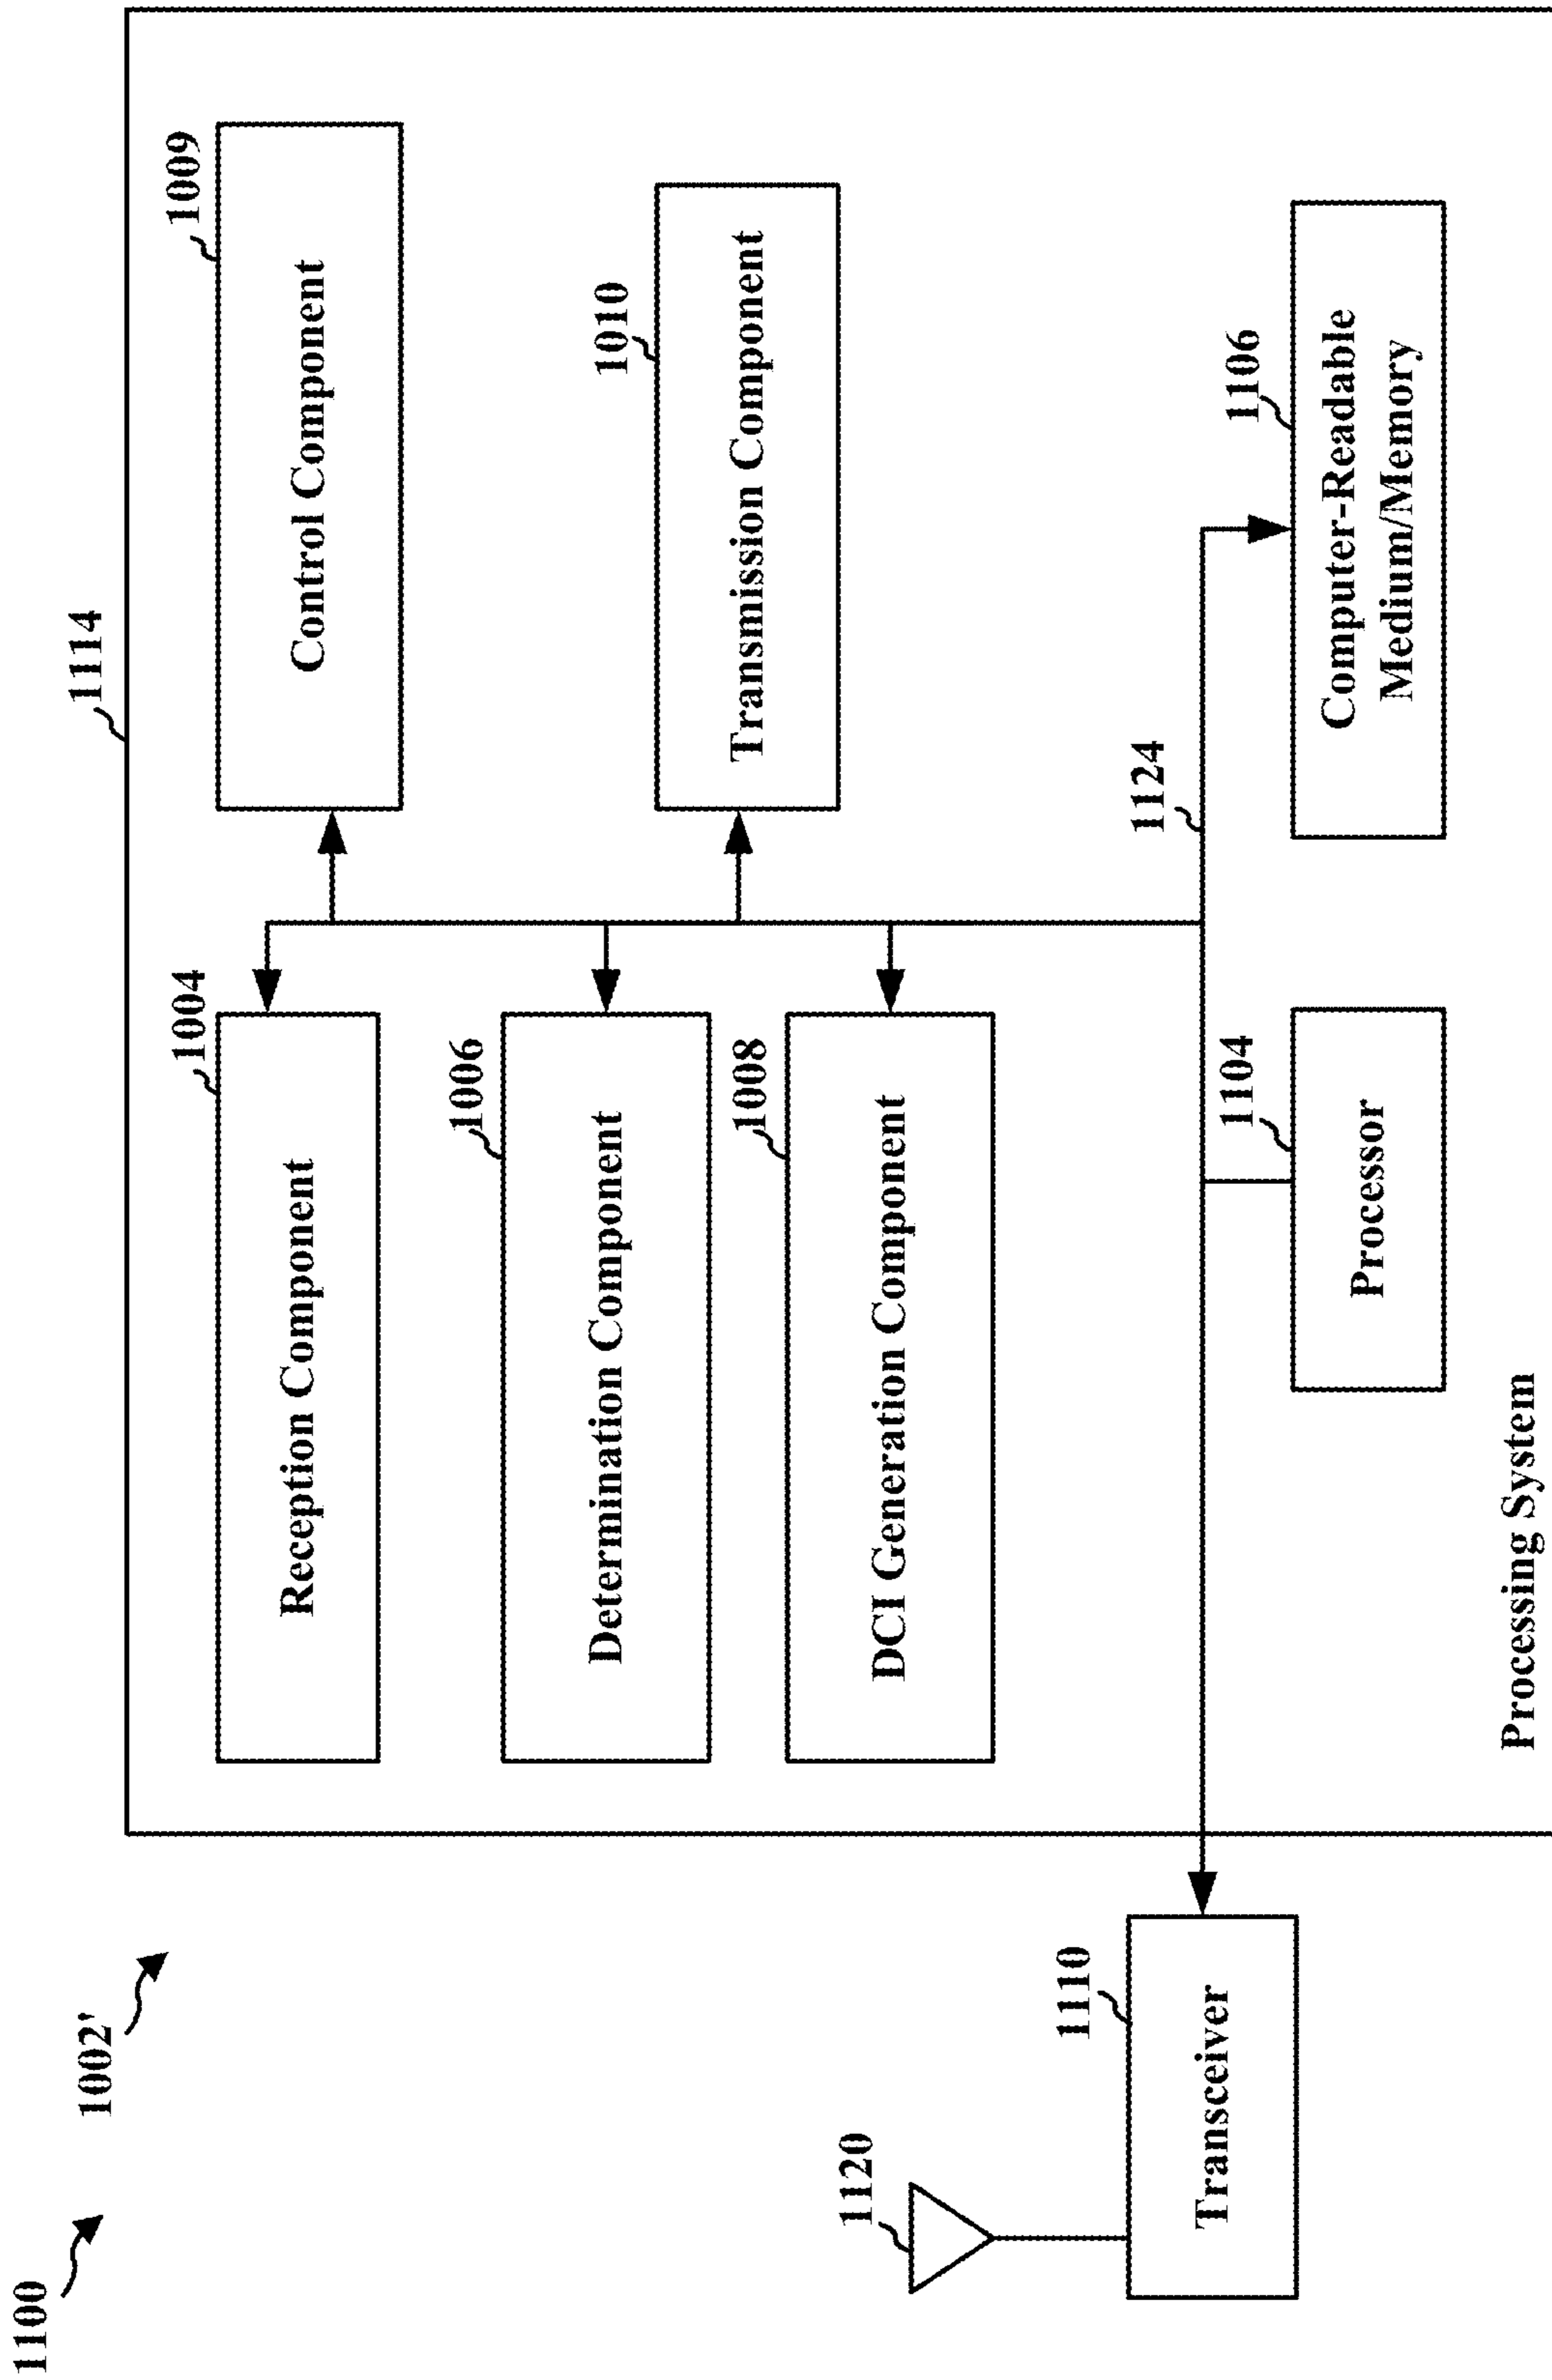 1100
1002'
1114
1004
Reception Component
1009
Control Component
1006
Determination Component
1010
Transmission Component
1008
DCI Generation Component
1120
1110
Transceiver
1124
1104
Processor
1106
Computer-Readable
Medium/Memory
Processing System